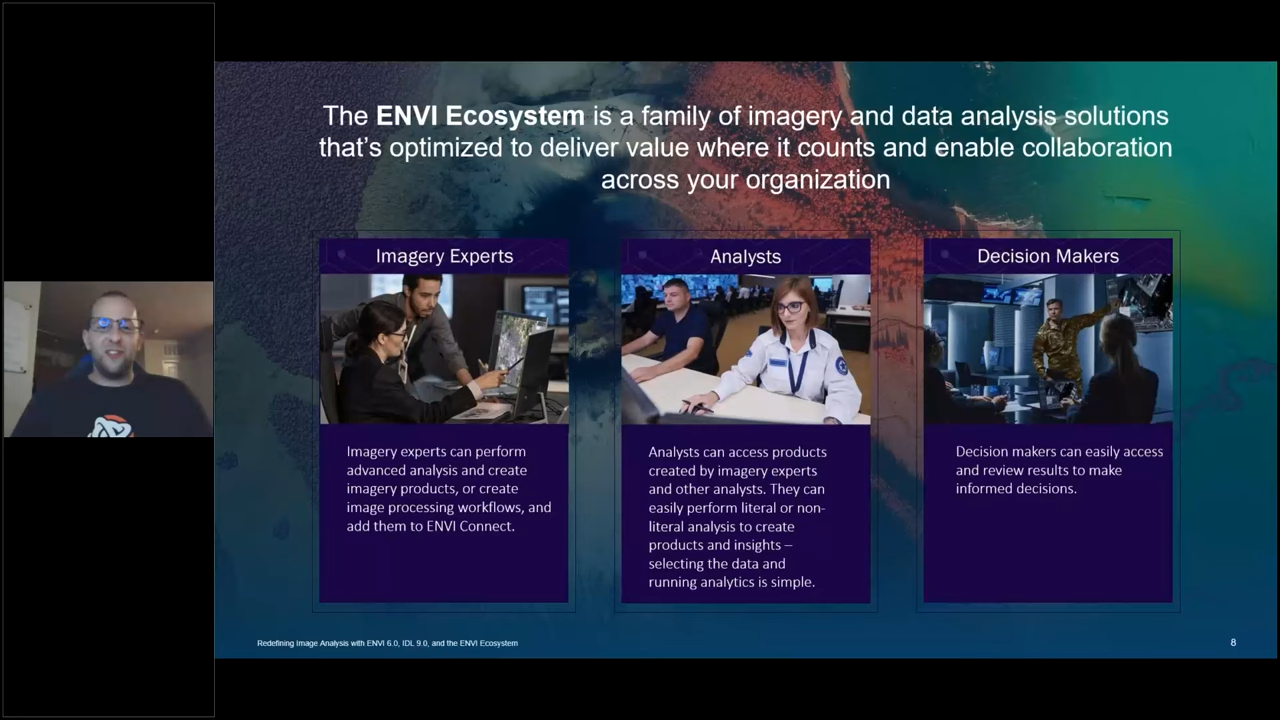 The ENVI Ecosystem is a family of imagery and data analysis solutions
that's optimized to deliver value where it counts and enable collaboration
across your organization
Imagery Experts
Imagery experts can perform
advanced analysis and create
imagery products, or create
image processing workflows, and
add them to ENVI Connect.
Analysts
Analysts can access products
created by imagery experts
and other analysts. They can
easily perform literal or non-
literal analysis to create
products and insights –
selecting the data and
running analytics is simple.
Decision Makers
Decision makers can easily access
and review results to make
informed decisions.
Redefining Image Analysis with ENVI 6.0, IDL 9.0, and the ENVI Ecosystem
8